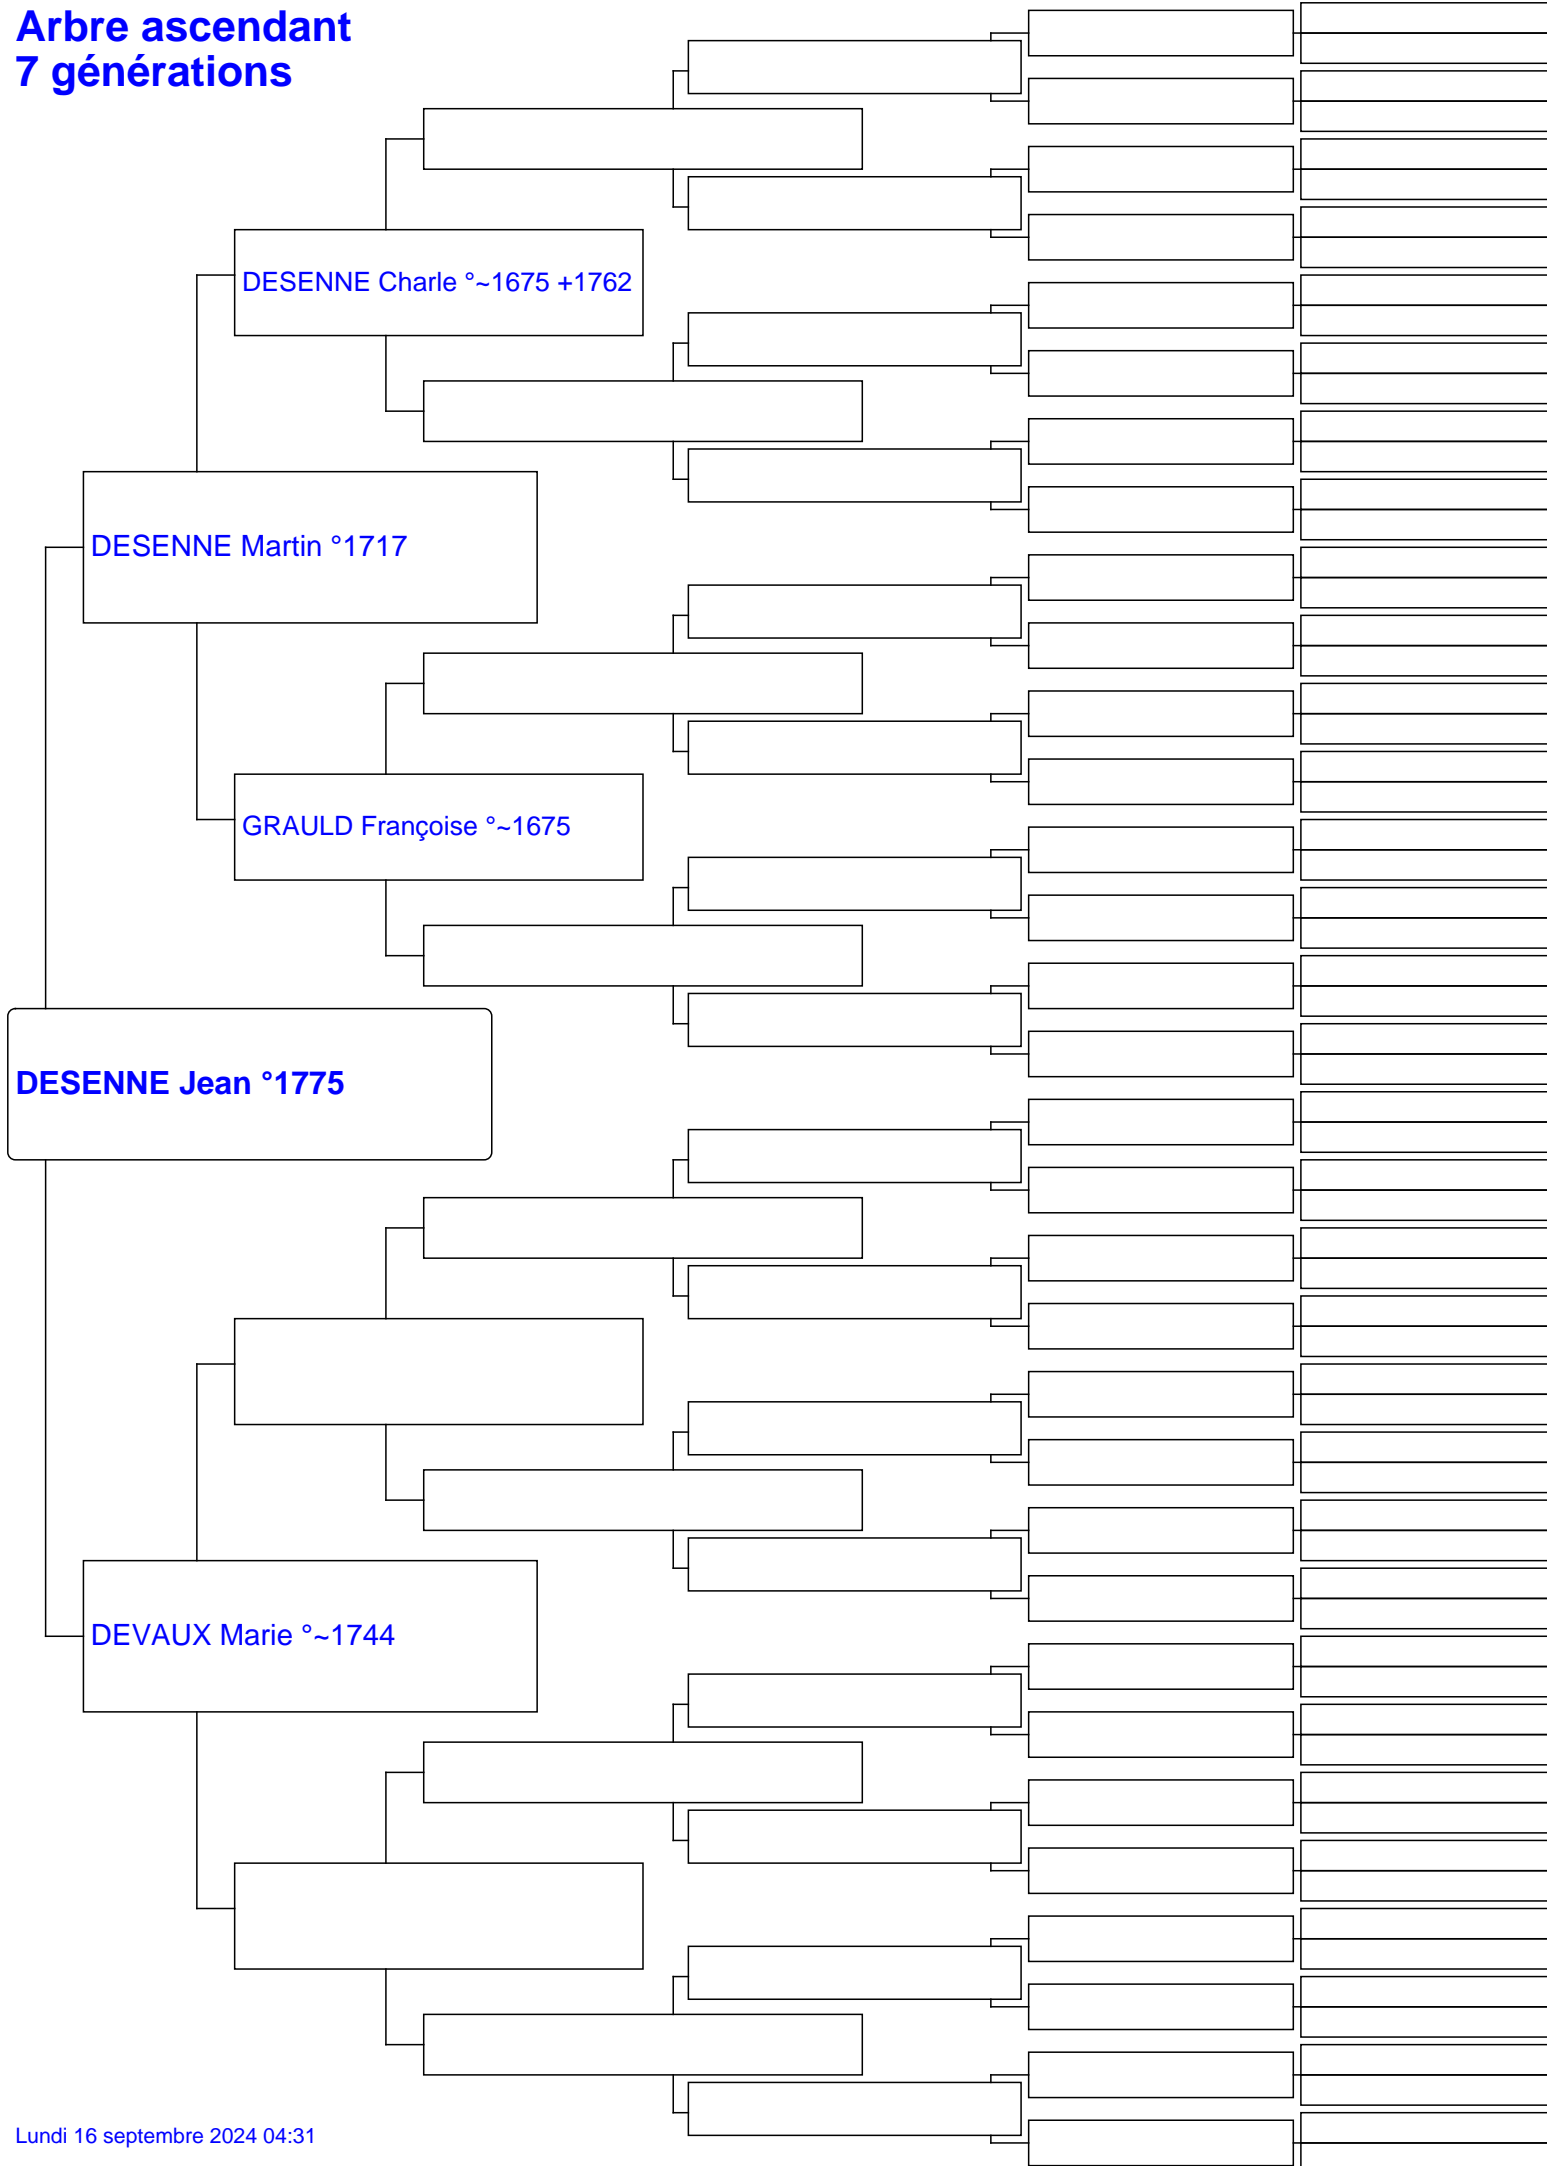 Arbre ascendant
7 générations
DESENNE Charle °~1675 +1762
DESENNE Martin °1717
GRAULD Françoise °~1675
DESENNE Jean °1775
DEVAUX Marie °~1744
Lundi 16 septembre 2024 04:31